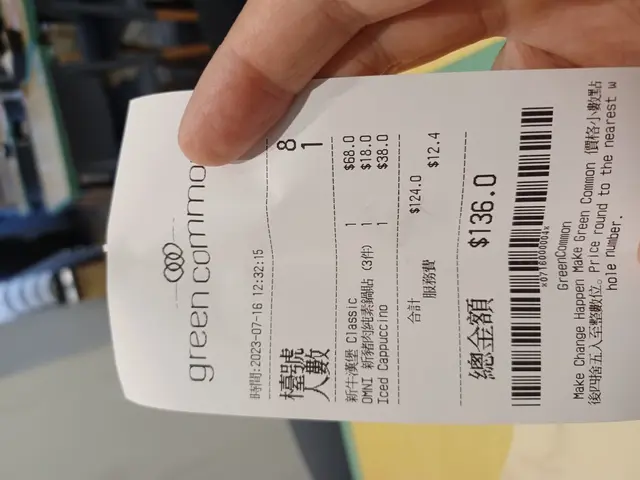 green common
時間:2023-07-16 12:32:15
檯號 8
人數 1
新牛漢堡 Classic 1 $68.0
OMNI 新豬肉純素鍋貼 (3件) 1 $18.0
Iced Cappuccino 1 $38.0
合計 $124.0
服務費 $12.4
總金額 $136.0
x0716000004x
GreenCommon
Make Change Happen Make Green Common 價格小數點
後四捨五入至整數位。Price round to the nearest w
hole number.